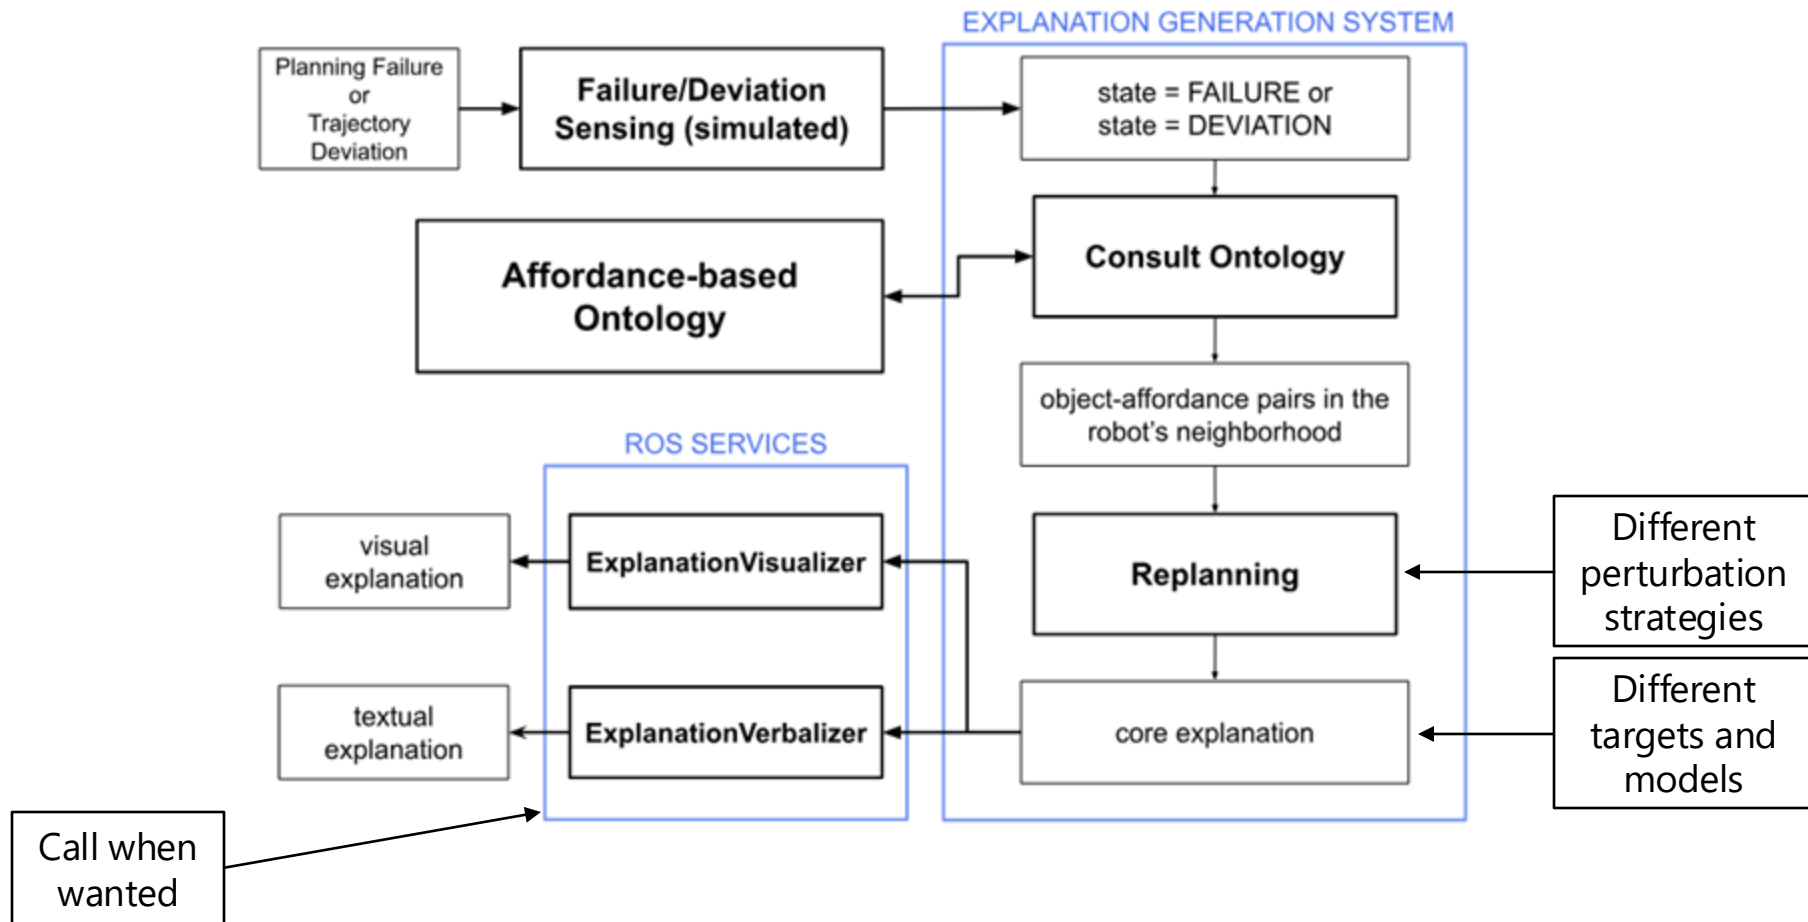 EXPLANATION GENERATION SYSTEM
Planning Failure
or
Trajectory
Deviation
Failure/Deviation
Sensing (simulated)
state = FAILURE or
state = DEVIATION
Affordance-based
Ontology
Consult Ontology
object-affordance pairs in the
robot's neighborhood
ROS SERVICES
visual
explanation
ExplanationVisualizer
Replanning
Different
perturbation
strategies
textual
explanation
ExplanationVerbalizer
core explanation
Different
targets and
models
Call when
wanted